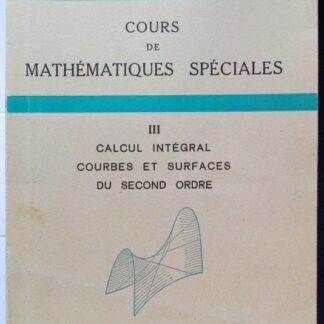 COURS
DE
MATHÉMATIQUES SPÉCIALES
III
CALCUL INTÉGRAL
COURBES ET SURFACES
DU SECOND ORDRE